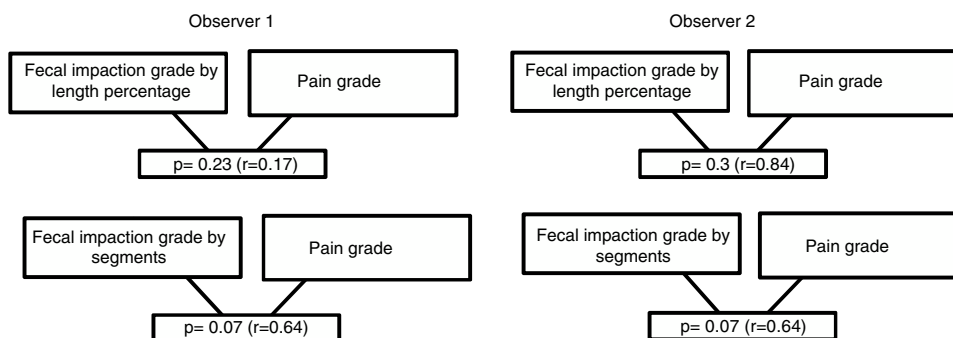 Observer 1
Fecal impaction grade by
length percentage
Pain grade
p= 0.23 (r=0.17)
Fecal impaction grade by
segments
Pain grade
p= 0.07 (r=0.64)
Observer 2
Fecal impaction grade by
length percentage
Pain grade
p= 0.3 (r=0.84)
Fecal impaction grade by
segments
Pain grade
p= 0.07 (r=0.64)